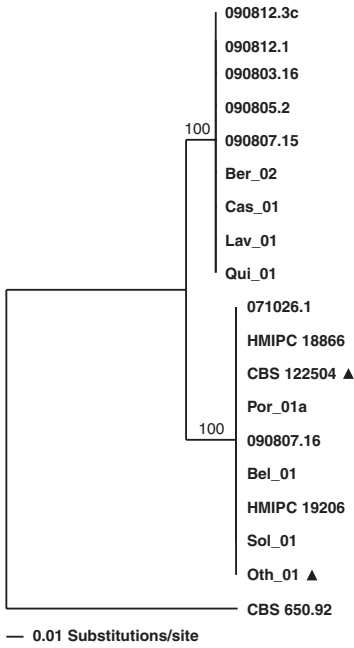 090812.3c
090812.1
090803.16
090805.2
100
090807.15
Ber_02
Cas_01
Lav_01
Qui_01
071026.1
HMIPC 18866
CBS 122504 ▲
Por_01a
100
090807.16
Bel_01
HMIPC 19206
Sol_01
Oth_01 ▲
CBS 650.92
0.01 Substitutions/site